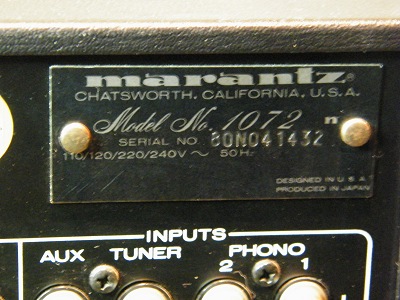 marantz®
CHATSWORTH, CALIFORNIA, U.S.A.
Model No. 1072 n
SERIAL NO. 80N041432
110/120/220/240V ~ 50Hz
DESIGNED IN U.S.A.
PRODUCED IN JAPAN
INPUTS
AUX TUNER PHONO
2 1